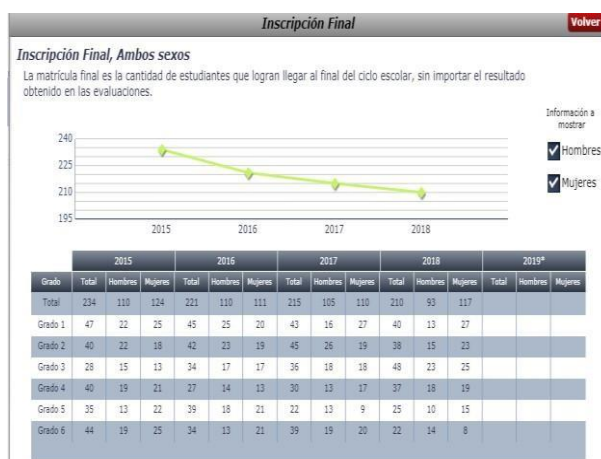 Inscripción Final
Volver
Inscripción Final, Ambos sexos
La matrícula final es la cantidad de estudiantes que logran llegar al final del ciclo escolar, sin importar el resultado
obtenido en las evaluaciones.
Información a
mostrar
Hombres
Mujeres
240
225
210
195
2015 2016 2017 2018
2015 2016 2017 2018 2019*
Grado Total Hombres Mujeres Total Hombres Mujeres Total Hombres Mujeres Total Hombres Mujeres Total Hombres Mujeres
Total 234 110 124 221 110 111 215 105 110 210 93 117
Grado 1 47 22 25 45 25 20 43 16 27 40 13 27
Grado 2 40 22 18 42 23 19 45 26 19 38 15 23
Grado 3 28 15 13 34 17 17 36 18 18 48 23 25
Grado 4 40 19 21 27 14 13 30 13 17 37 18 19
Grado 5 35 13 22 39 18 21 22 13 9 25 10 15
Grado 6 44 19 25 34 13 21 39 19 20 22 14 8